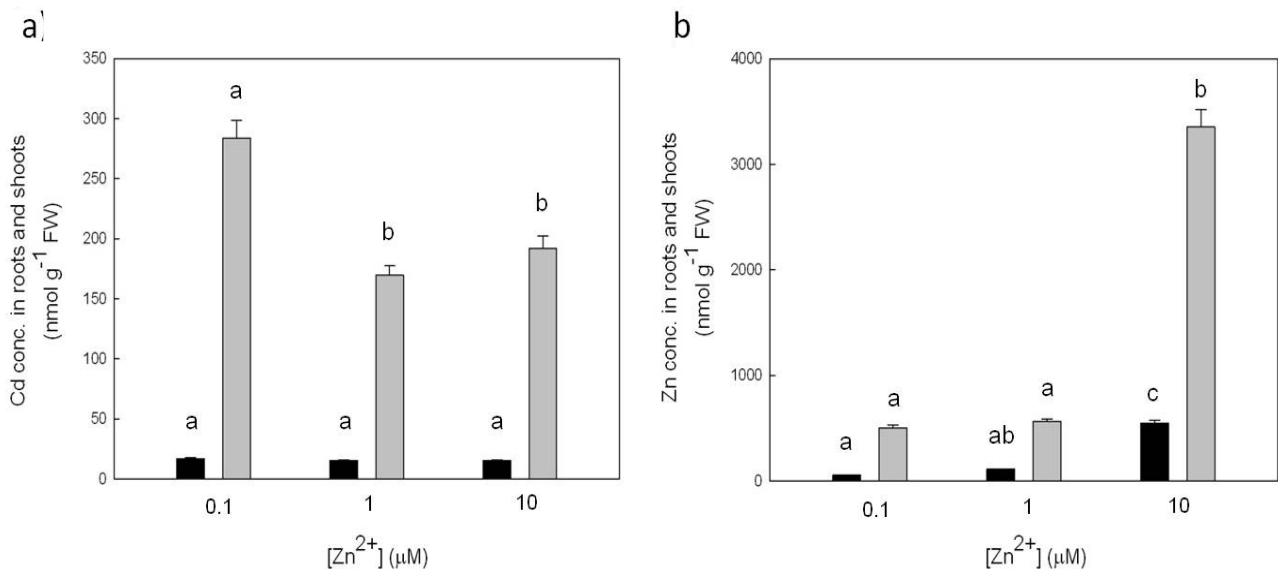 a)
350
300
250
200
150
100
50
0
Cd conc. in roots and shoots
(nmol g⁻¹ FW)
a
a
a
b
a
b
0.1
1
10
[Zn²⁺] (μM)
b
4000
3000
2000
1000
0
Zn conc. in roots and shoots
(nmol g⁻¹ FW)
a
a
ab
a
c
b
0.1
1
10
[Zn²⁺] (μM)